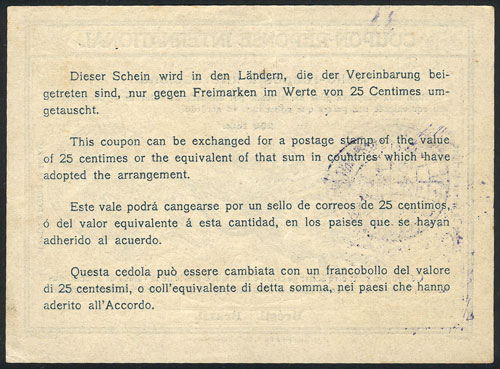 Dieser Schein wird in den Ländern, die der Vereinbarung bei-
getreten sind, nur gegen Freimarken im Werte von 25 Centimes um-
getauscht.
This coupon can be exchanged for a postage stamp of the value
of 25 centimes or the equivalent of that sum in countries which have
adopted the arrangement.
Este vale podrá cangearse por un sello de correos de 25 centimos,
ó del valor equivalente á esta cantidad, en los paises que se hayan
adherido al acuerdo.
Questa cedola può essere cambiata con un francobollo del valore
di 25 centesimi, o coll'equivalente di detta somma, nei paesi che hanno
aderito all'Accordo.